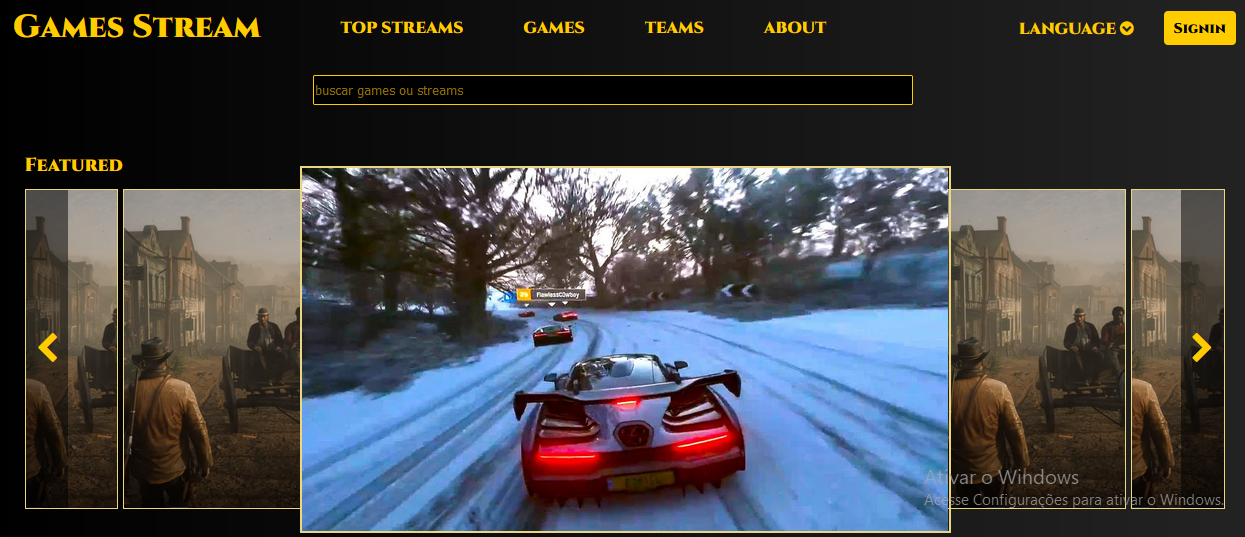 Games Stream
TOP STREAMS
GAMES
TEAMS
ABOUT
LANGUAGE
Signin
buscar games ou streams
Featured
FlawlessC0wboy
Ativar o Windows
Acesse Configurações para ativar o Windows.